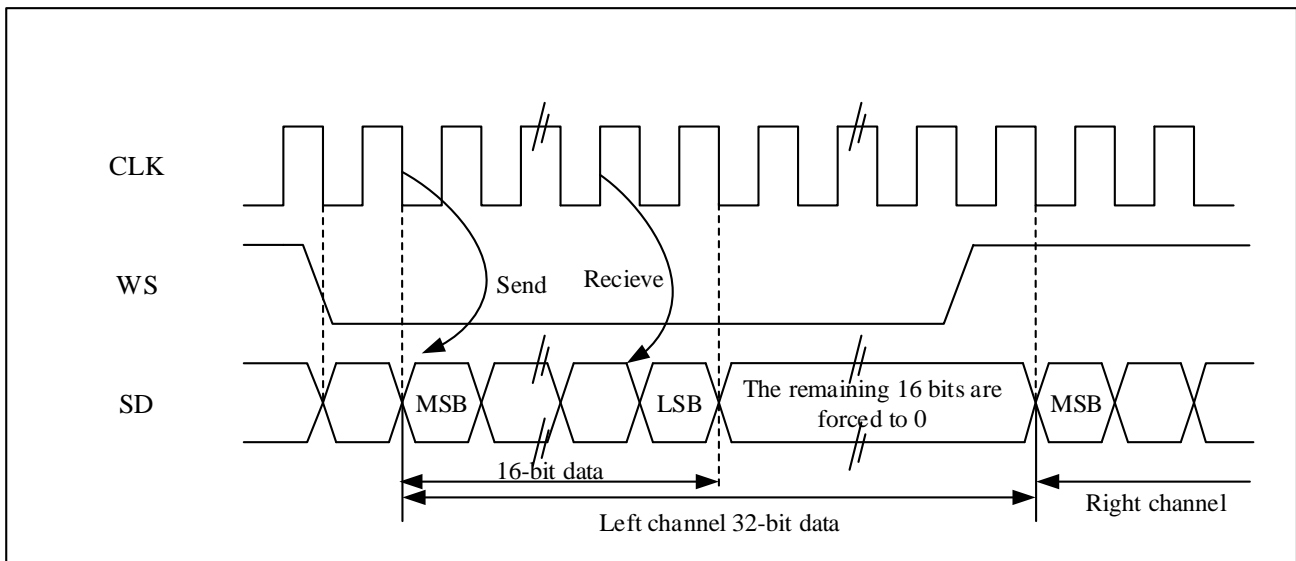 CLK
WS
Send
Recieve
SD
MSB
LSB
The remaining 16 bits are
forced to 0
MSB
16-bit data
Left channel 32-bit data
Right channel